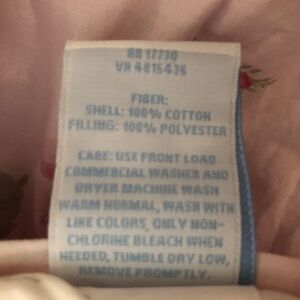 RN 17730
VN 4816436
FIBER:
SHELL: 100% COTTON
FILLING: 100% POLYESTER
CARE: USE FRONT LOAD
COMMERCIAL WASHER AND
DRYER MACHINE WASH
WARM NORMAL, WASH WITH
LIKE COLORS, ONLY NON-
CHLORINE BLEACH WHEN
NEEDED, TUMBLE DRY LOW,
REMOVE PROMPTLY.